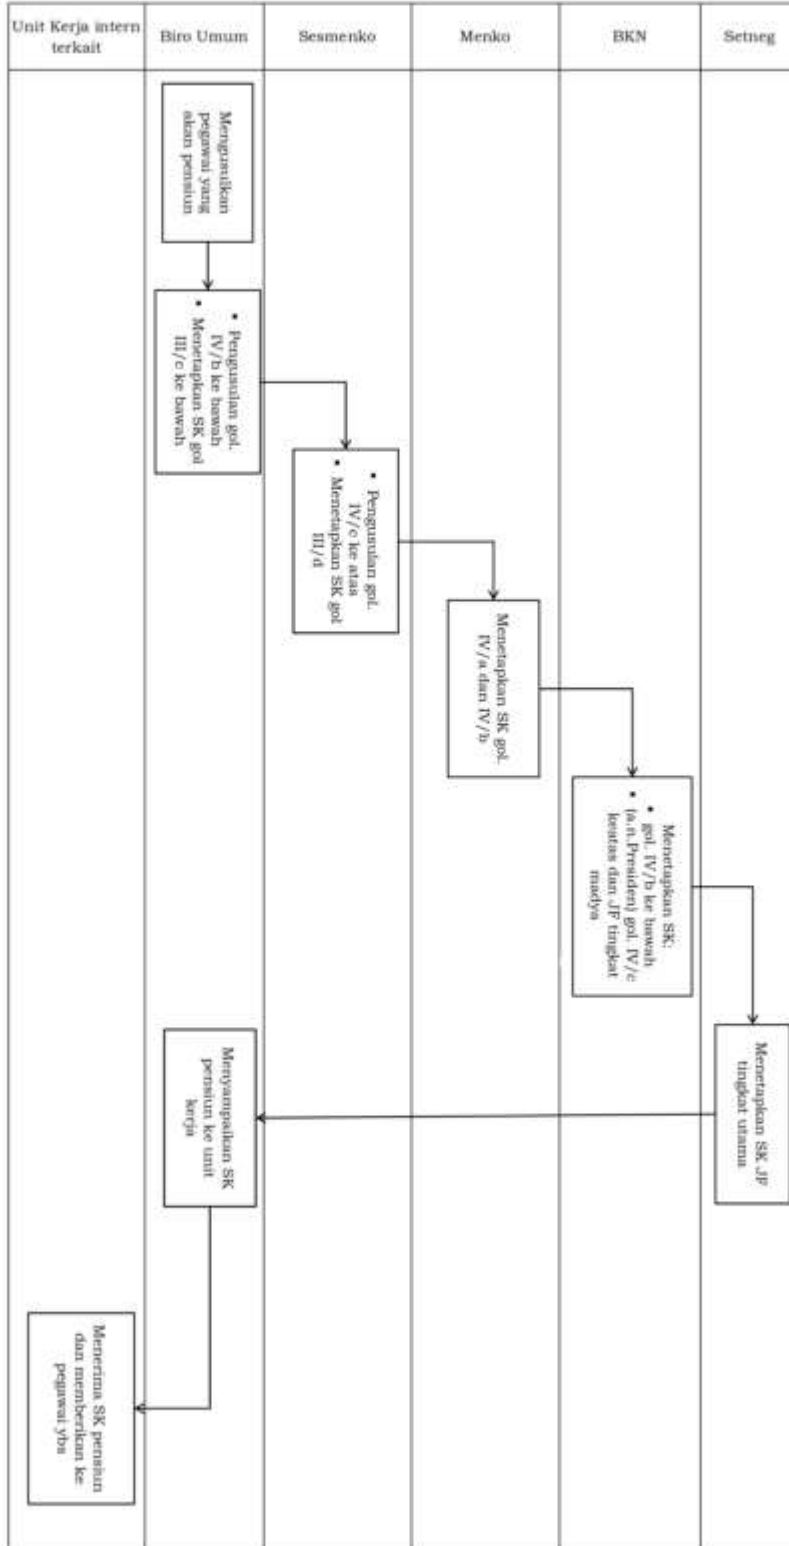 Unit Kerja intern
terkait
Biro Umum
Sesmenko
Menko
BKN
Setneg
Mengusulkan
pegawai yang
akan pensiun
▪ Pengusulan gol.
IV/b ke bawah
▪ Menetapkan SK gol
III/c ke bawah
▪ Pengusulan gol.
IV/c ke atas
▪ Menetapkan SK gol
III/d
Menetapkan SK gol.
IV/a dan IV/b
Menetapkan SK:
▪ gol. IV/b ke bawah
▪ (a.n.Presiden) gol. IV/c
keatas dan JF tingkat
madya
Menetapkan SK JF
tingkat utama
Menyampaikan SK
pensiun ke unit
kerja
Menerima SK pensiun
dan memberikan ke
pegawai ybs